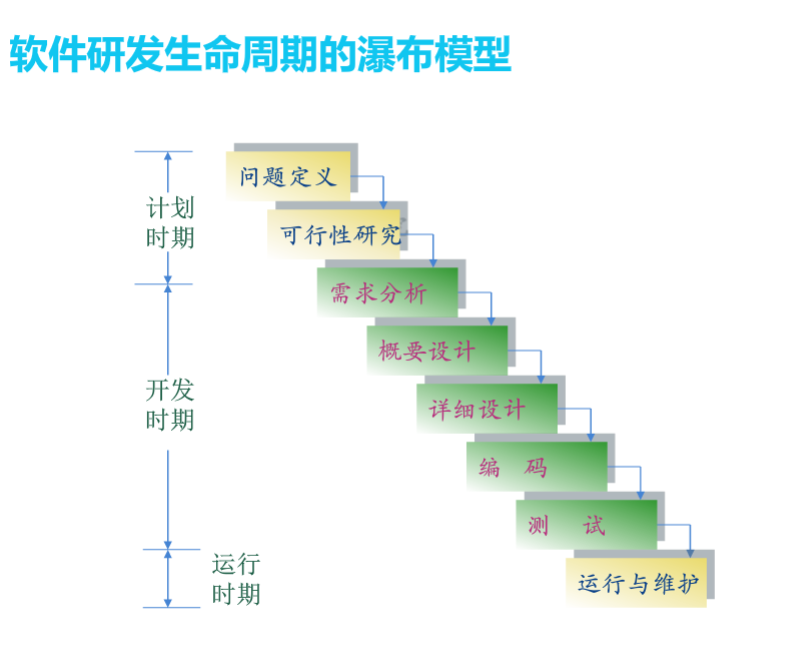 软件研发生命周期的瀑布模型
问题定义
计划
时期
可行性研究
需求分析
概要设计
开发
时期
详细设计
编 码
测 试
运行
时期
运行与维护